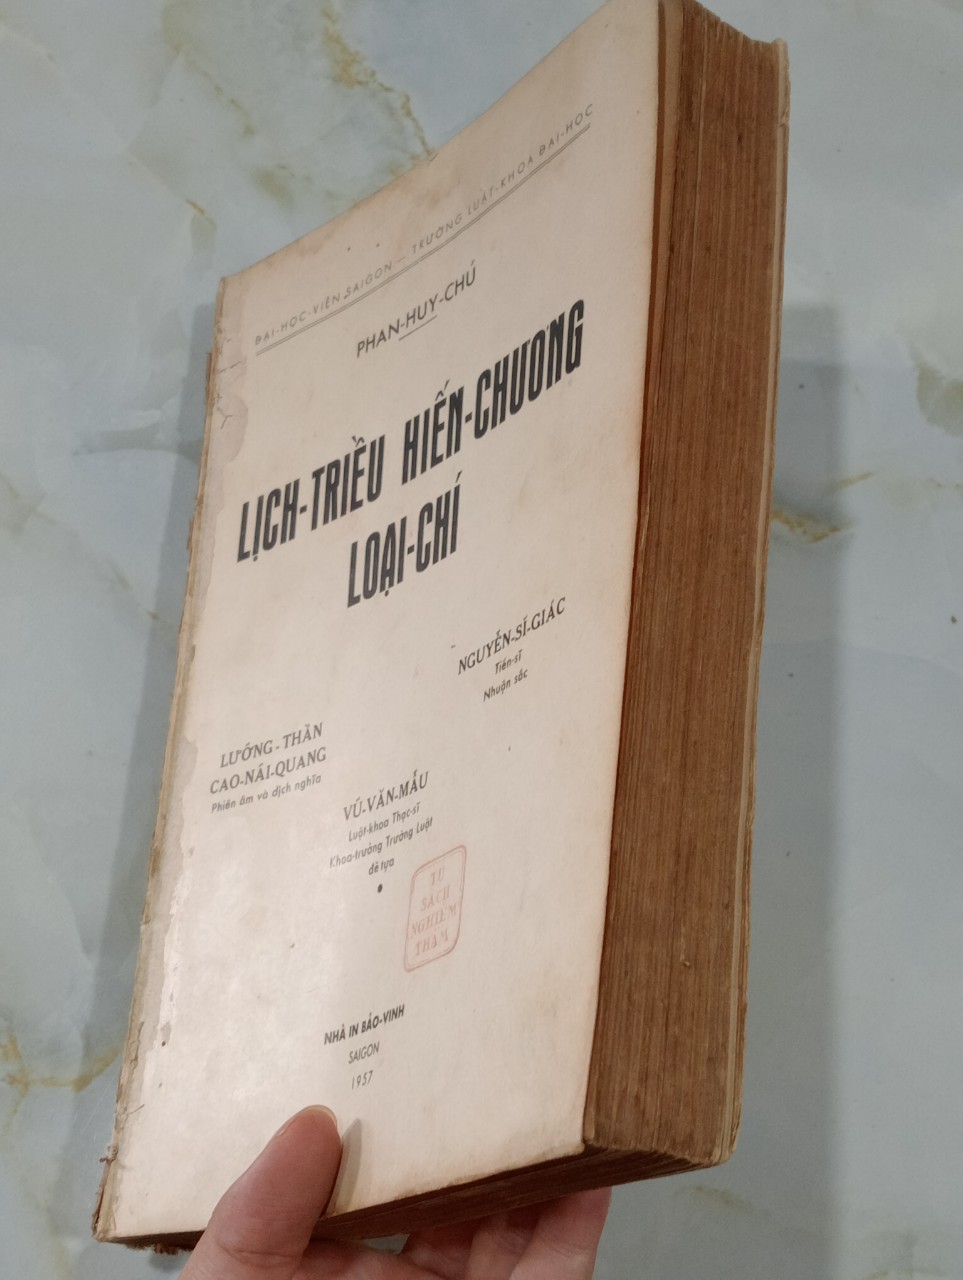 ĐẠI-HỌC-VIỆN SAIGON — TRƯỜNG LUẬT-KHOA ĐẠI-HỌC
PHAN-HUY-CHÚ
LỊCH-TRIỀU HIẾN-CHƯƠNG
LOẠI-CHÍ
NGUYỄN-SĨ-GIÁC
Tiến-sĩ
Nhuận sắc
LƯỠNG-THẦN
CAO-NÃI-QUANG
Phiên âm và dịch nghĩa
VŨ-VĂN-MẪU
Luật-khoa Thạc-sĩ
Khoa-trưởng Trường Luật
đề tựa
TỦ
SÁCH
NGHIÊM
THẨM
NHÀ IN BẢO-VINH
SAIGON
1957